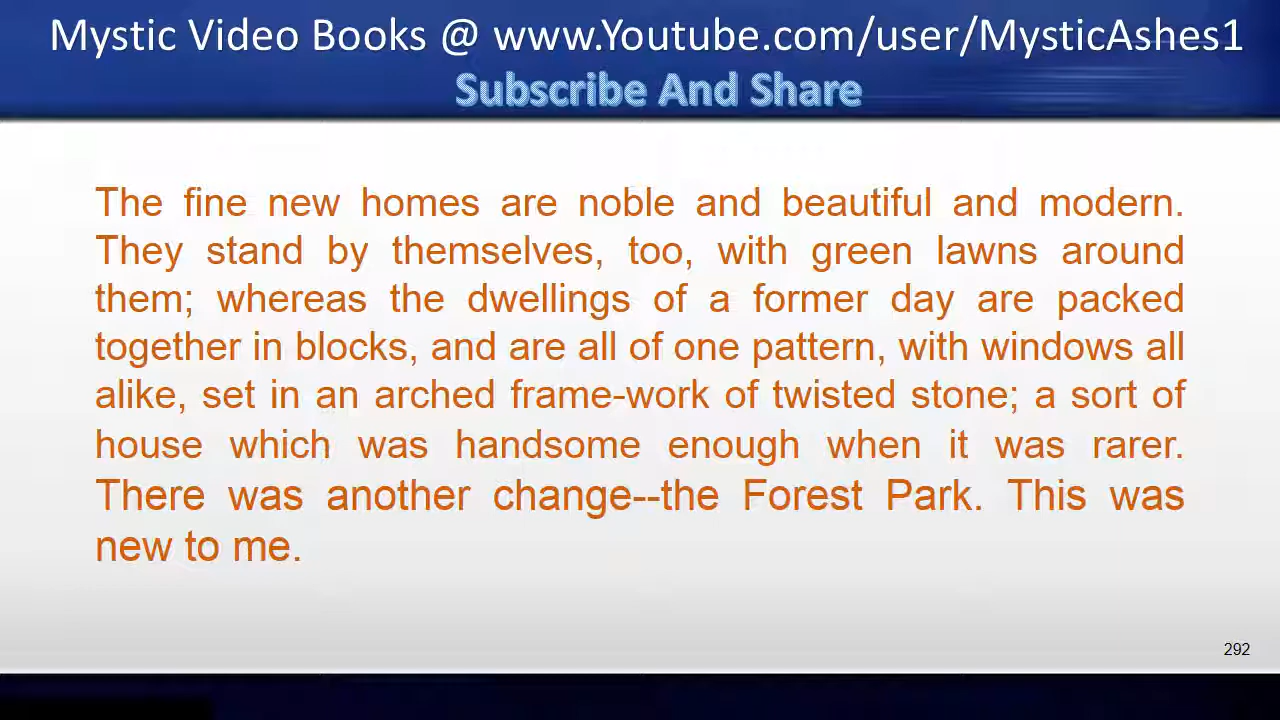 Mystic Video Books @ www.Youtube.com/user/MysticAshes1
Subscribe And Share
The fine new homes are noble and beautiful and modern.
They stand by themselves, too, with green lawns around
them; whereas the dwellings of a former day are packed
together in blocks, and are all of one pattern, with windows all
alike, set in an arched frame-work of twisted stone; a sort of
house which was handsome enough when it was rarer.
There was another change--the Forest Park. This was
new to me.
292